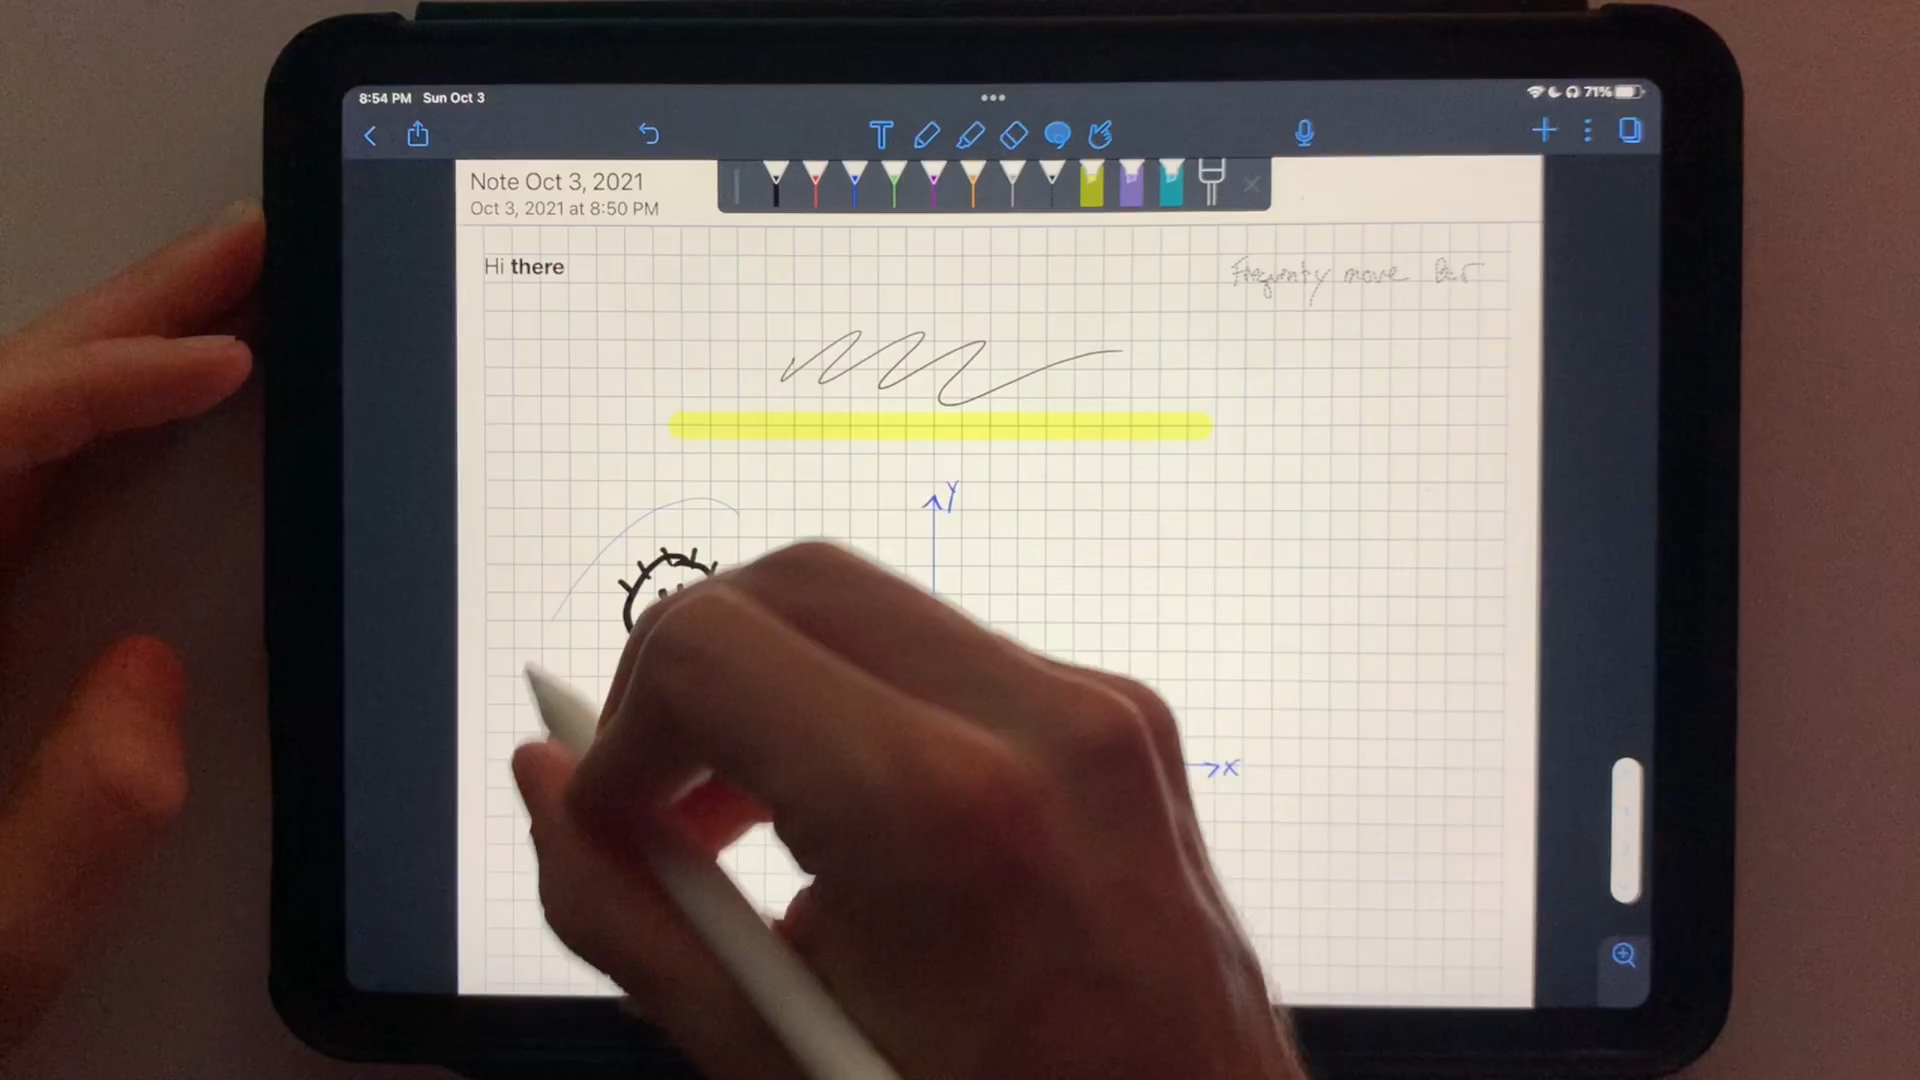 8:54 PM Sun Oct 3
71%
T
Note Oct 3, 2021
Oct 3, 2021 at 8:50 PM
Hi there
Frequenty move
Y
X